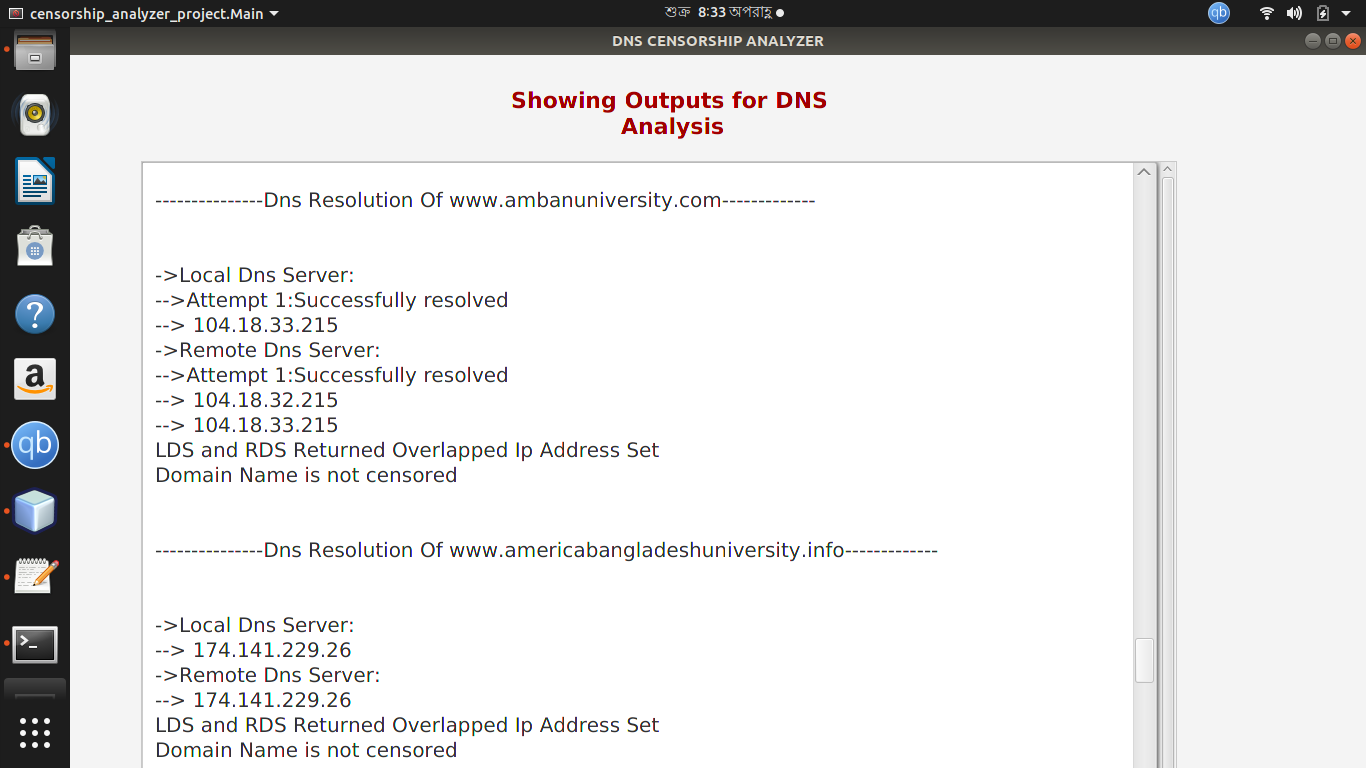 censorship_analyzer_project.Main
শুক্র 8:33 অপরাহ্ণ
qb
DNS CENSORSHIP ANALYZER
Showing Outputs for DNS
Analysis
---------------Dns Resolution Of www.ambanuniversity.com-------------
->Local Dns Server:
-->Attempt 1:Successfully resolved
--> 104.18.33.215
->Remote Dns Server:
-->Attempt 1:Successfully resolved
--> 104.18.32.215
--> 104.18.33.215
LDS and RDS Returned Overlapped Ip Address Set
Domain Name is not censored
---------------Dns Resolution Of www.americabangladeshuniversity.info-------------
->Local Dns Server:
--> 174.141.229.26
->Remote Dns Server:
--> 174.141.229.26
LDS and RDS Returned Overlapped Ip Address Set
Domain Name is not censored
?
a
qb
>_